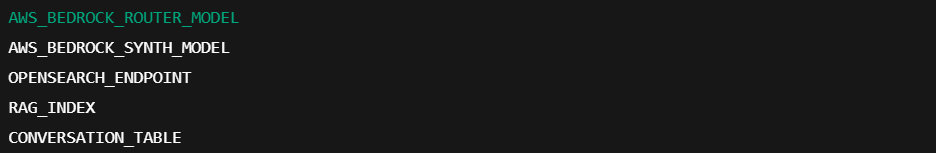 AWS_BEDROCK_ROUTER_MODEL
AWS_BEDROCK_SYNTH_MODEL
OPENSEARCH_ENDPOINT
RAG_INDEX
CONVERSATION_TABLE